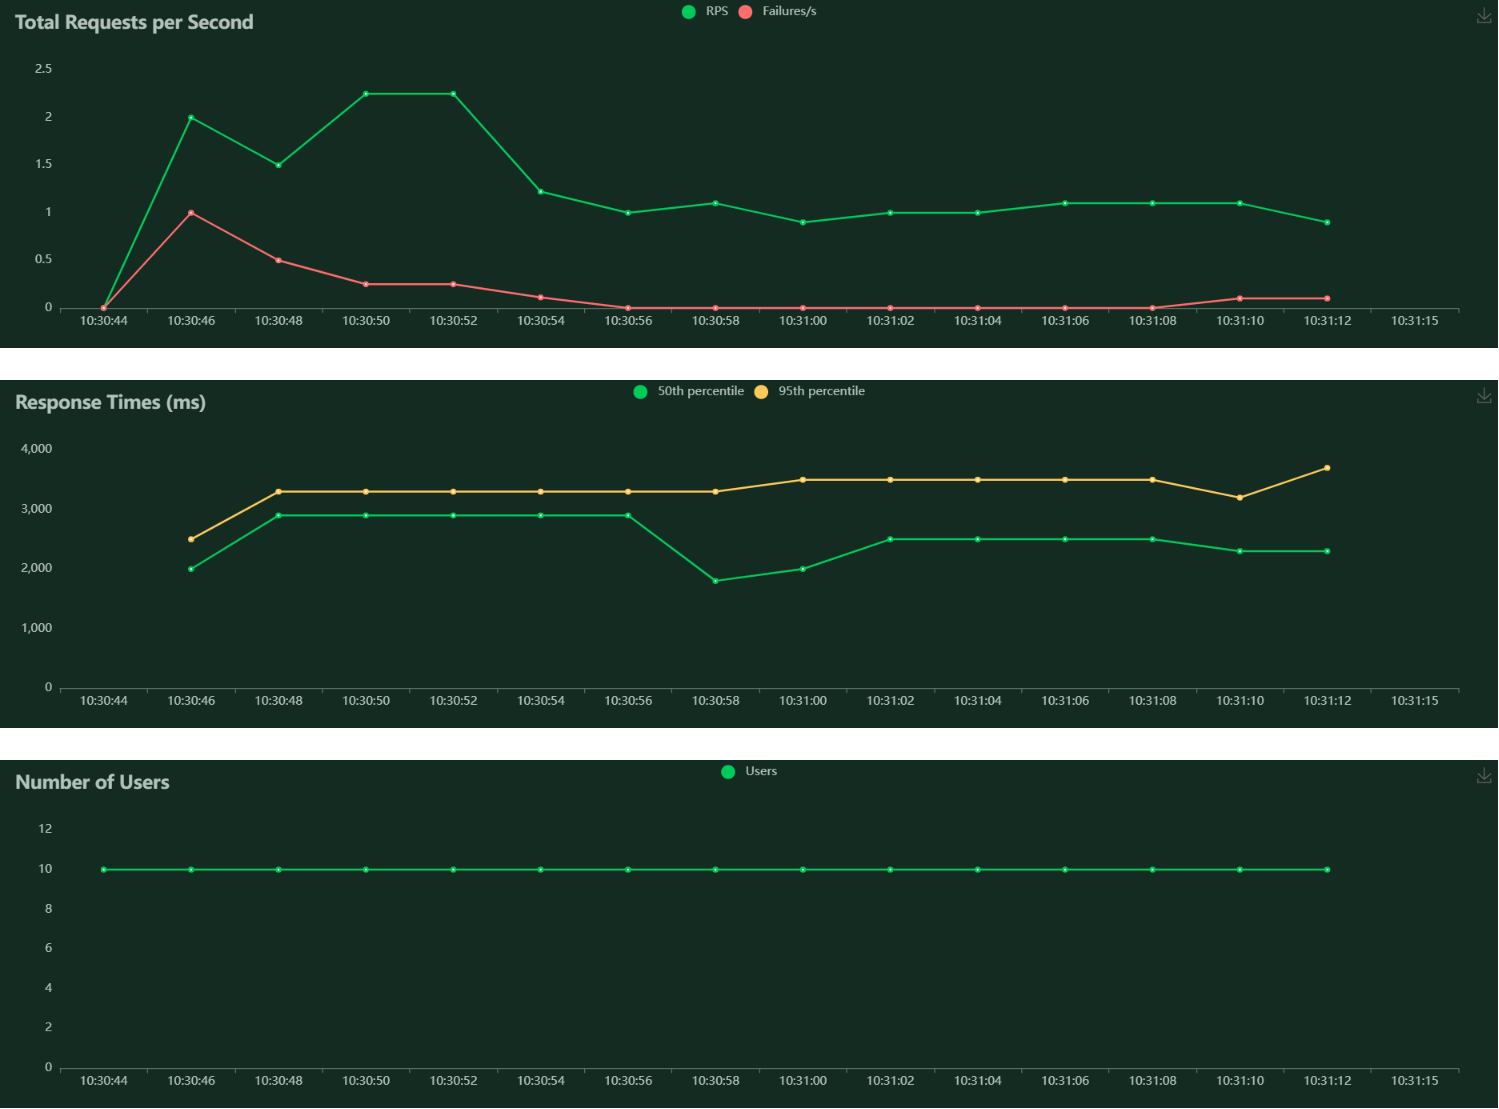 Total Requests per Second
RPS Failures/s
2.5
2
1.5
1
0.5
0
10:30:44 10:30:46 10:30:48 10:30:50 10:30:52 10:30:54 10:30:56 10:30:58 10:31:00 10:31:02 10:31:04 10:31:06 10:31:08 10:31:10 10:31:12 10:31:15
Response Times (ms)
50th percentile 95th percentile
4,000
3,000
2,000
1,000
0
10:30:44 10:30:46 10:30:48 10:30:50 10:30:52 10:30:54 10:30:56 10:30:58 10:31:00 10:31:02 10:31:04 10:31:06 10:31:08 10:31:10 10:31:12 10:31:15
Number of Users
Users
12
10
8
6
4
2
0
10:30:44 10:30:46 10:30:48 10:30:50 10:30:52 10:30:54 10:30:56 10:30:58 10:31:00 10:31:02 10:31:04 10:31:06 10:31:08 10:31:10 10:31:12 10:31:15